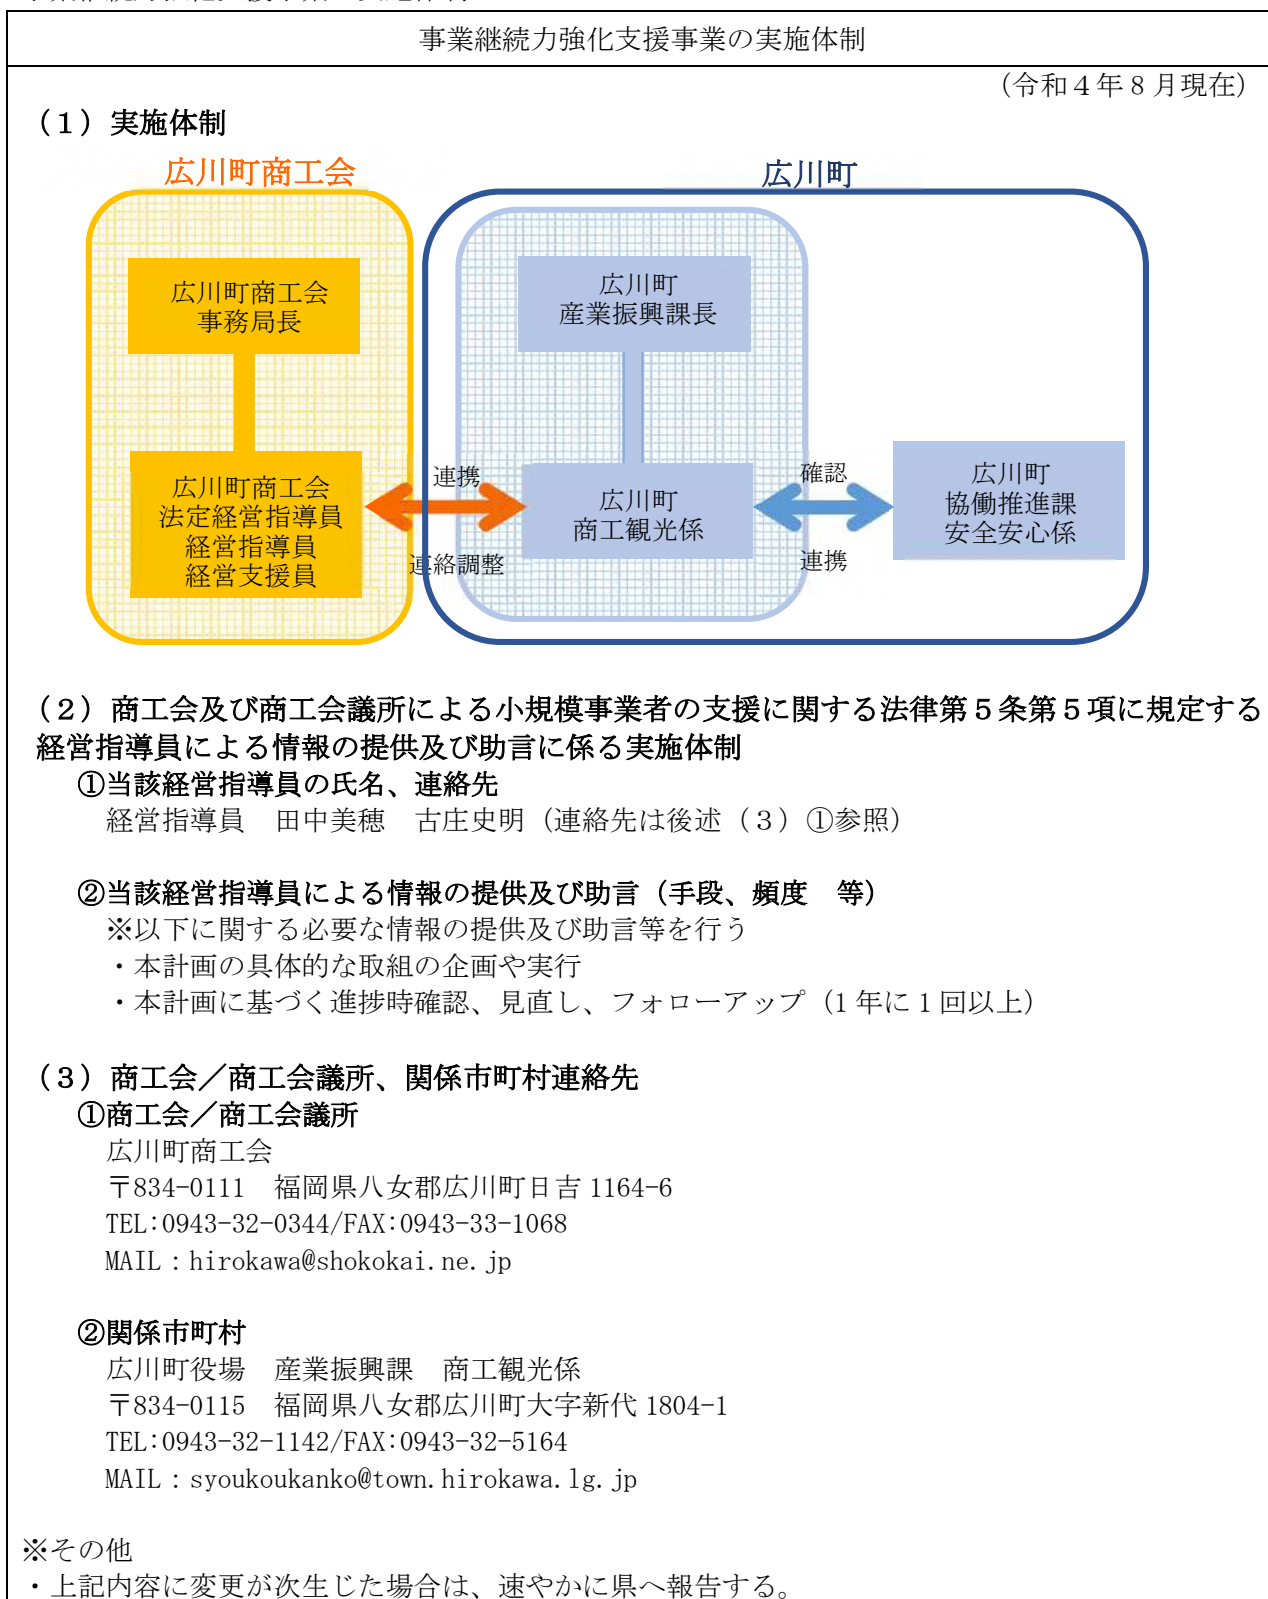 事業継続力強化支援事業の実施体制
（令和４年８月現在）
（１）実施体制
広川町商工会
広川町
広川町商工会
事務局長
広川町
産業振興課長
広川町商工会
法定経営指導員
経営指導員
経営支援員
連携
連絡調整
広川町
商工観光係
確認
連携
広川町
協働推進課
安全安心係
（２）商工会及び商工会議所による小規模事業者の支援に関する法律第５条第５項に規定する
経営指導員による情報の提供及び助言に係る実施体制
①当該経営指導員の氏名、連絡先
経営指導員　田中美穂　古庄史明（連絡先は後述（３）①参照）
②当該経営指導員による情報の提供及び助言（手段、頻度　等）
※以下に関する必要な情報の提供及び助言等を行う
・本計画の具体的な取組の企画や実行
・本計画に基づく進捗時確認、見直し、フォローアップ（1 年に 1 回以上）
（３）商工会／商工会議所、関係市町村連絡先
①商工会／商工会議所
広川町商工会
〒834-0111　福岡県八女郡広川町日吉 1164-6
TEL:0943-32-0344/FAX:0943-33-1068
MAIL：hirokawa@shokokai.ne.jp
②関係市町村
広川町役場　産業振興課　商工観光係
〒834-0115　福岡県八女郡広川町大字新代 1804-1
TEL:0943-32-1142/FAX:0943-32-5164
MAIL：syoukoukanko@town.hirokawa.lg.jp
※その他
・上記内容に変更が次生じた場合は、速やかに県へ報告する。